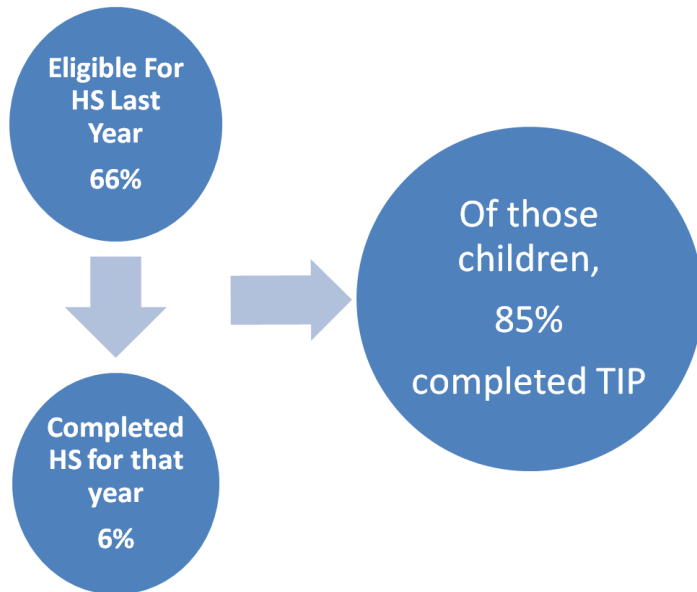 Eligible For
HS Last
Year
66%
Completed
HS for that
year
6%
Of those
children,
85%
completed TIP